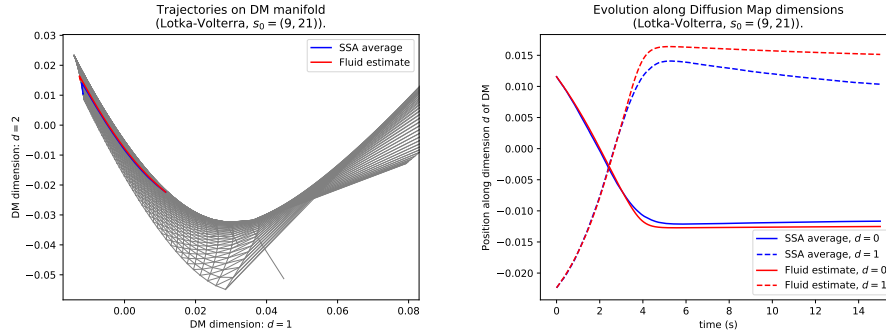 Trajectories on DM manifold
(Lotka-Volterra, s₀ = (9, 21)).
SSA average
Fluid estimate
0.03
0.02
0.01
0.00
−0.01
−0.02
−0.03
−0.04
−0.05
DM dimension: d = 2
0.00
0.02
0.04
0.06
0.08
DM dimension: d = 1
Evolution along Diffusion Map dimensions
(Lotka-Volterra, s₀ = (9, 21)).
0.015
0.010
0.005
0.000
−0.005
−0.010
−0.015
−0.020
Position along dimension d of DM
SSA average, d = 0
SSA average, d = 1
Fluid estimate, d = 0
Fluid estimate, d = 1
0
2
4
6
8
10
12
14
time (s)